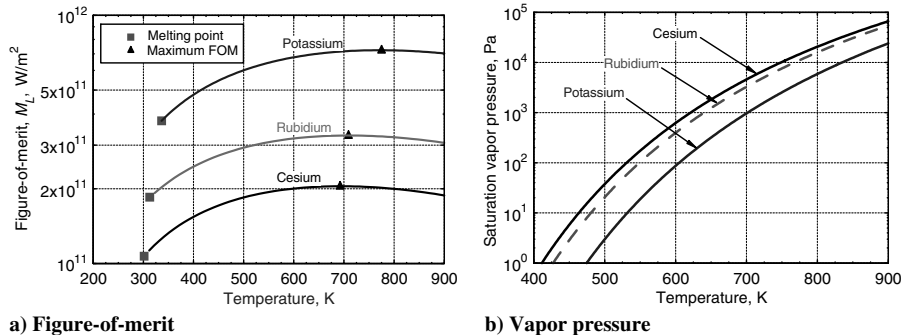 10¹²
5x10¹¹
3x10¹¹
2x10¹¹
10¹¹
Figure-of-merit, M_L, W/m²
Melting point
Maximum FOM
Potassium
Rubidium
Cesium
200 300 400 500 600 700 800 900
Temperature, K
a) Figure-of-merit
10⁵
10⁴
10³
10²
10¹
10⁰
Saturation vapor pressure, Pa
Cesium
Rubidium
Potassium
400 500 600 700 800 900
Temperature, K
b) Vapor pressure